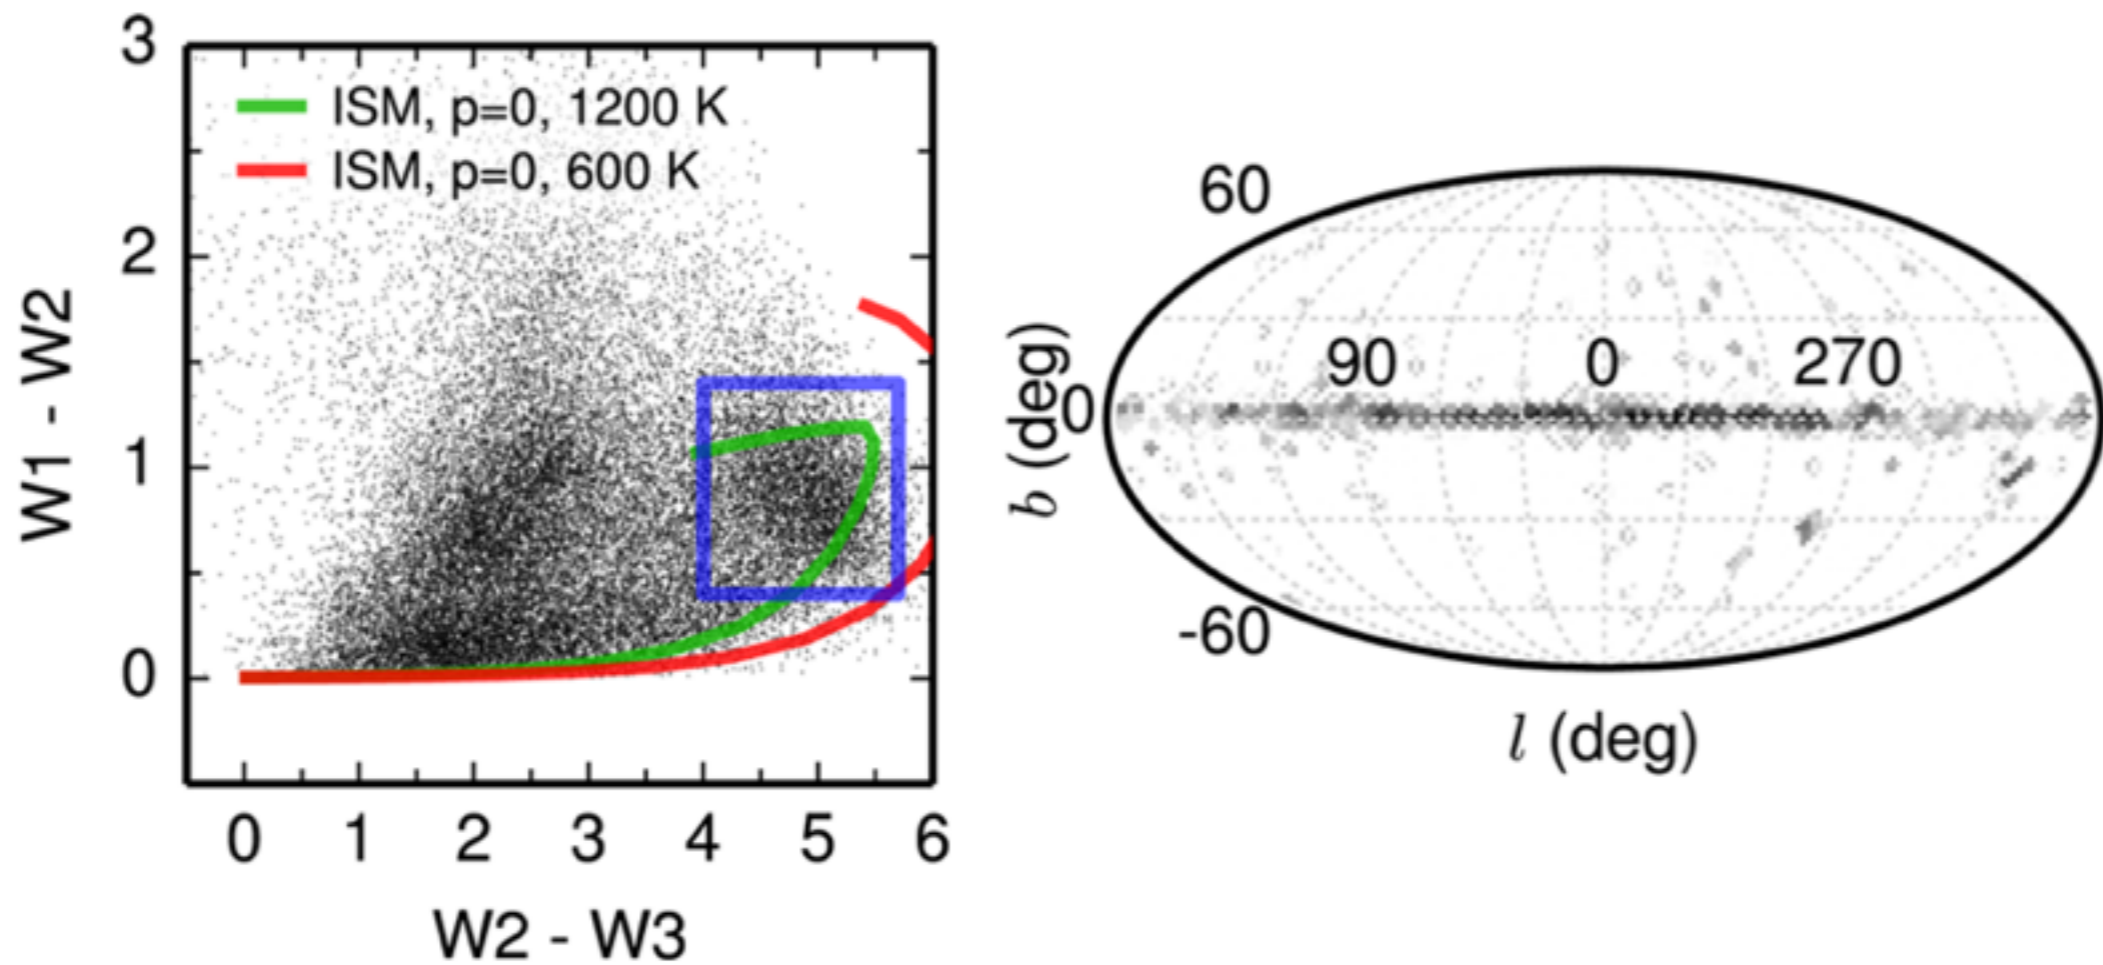 3
2
1
0
W1 - W2
ISM, p=0, 1200 K
ISM, p=0, 600 K
0 1 2 3 4 5 6
W2 - W3
60
90 0 270
0
-60
b (deg)
l (deg)